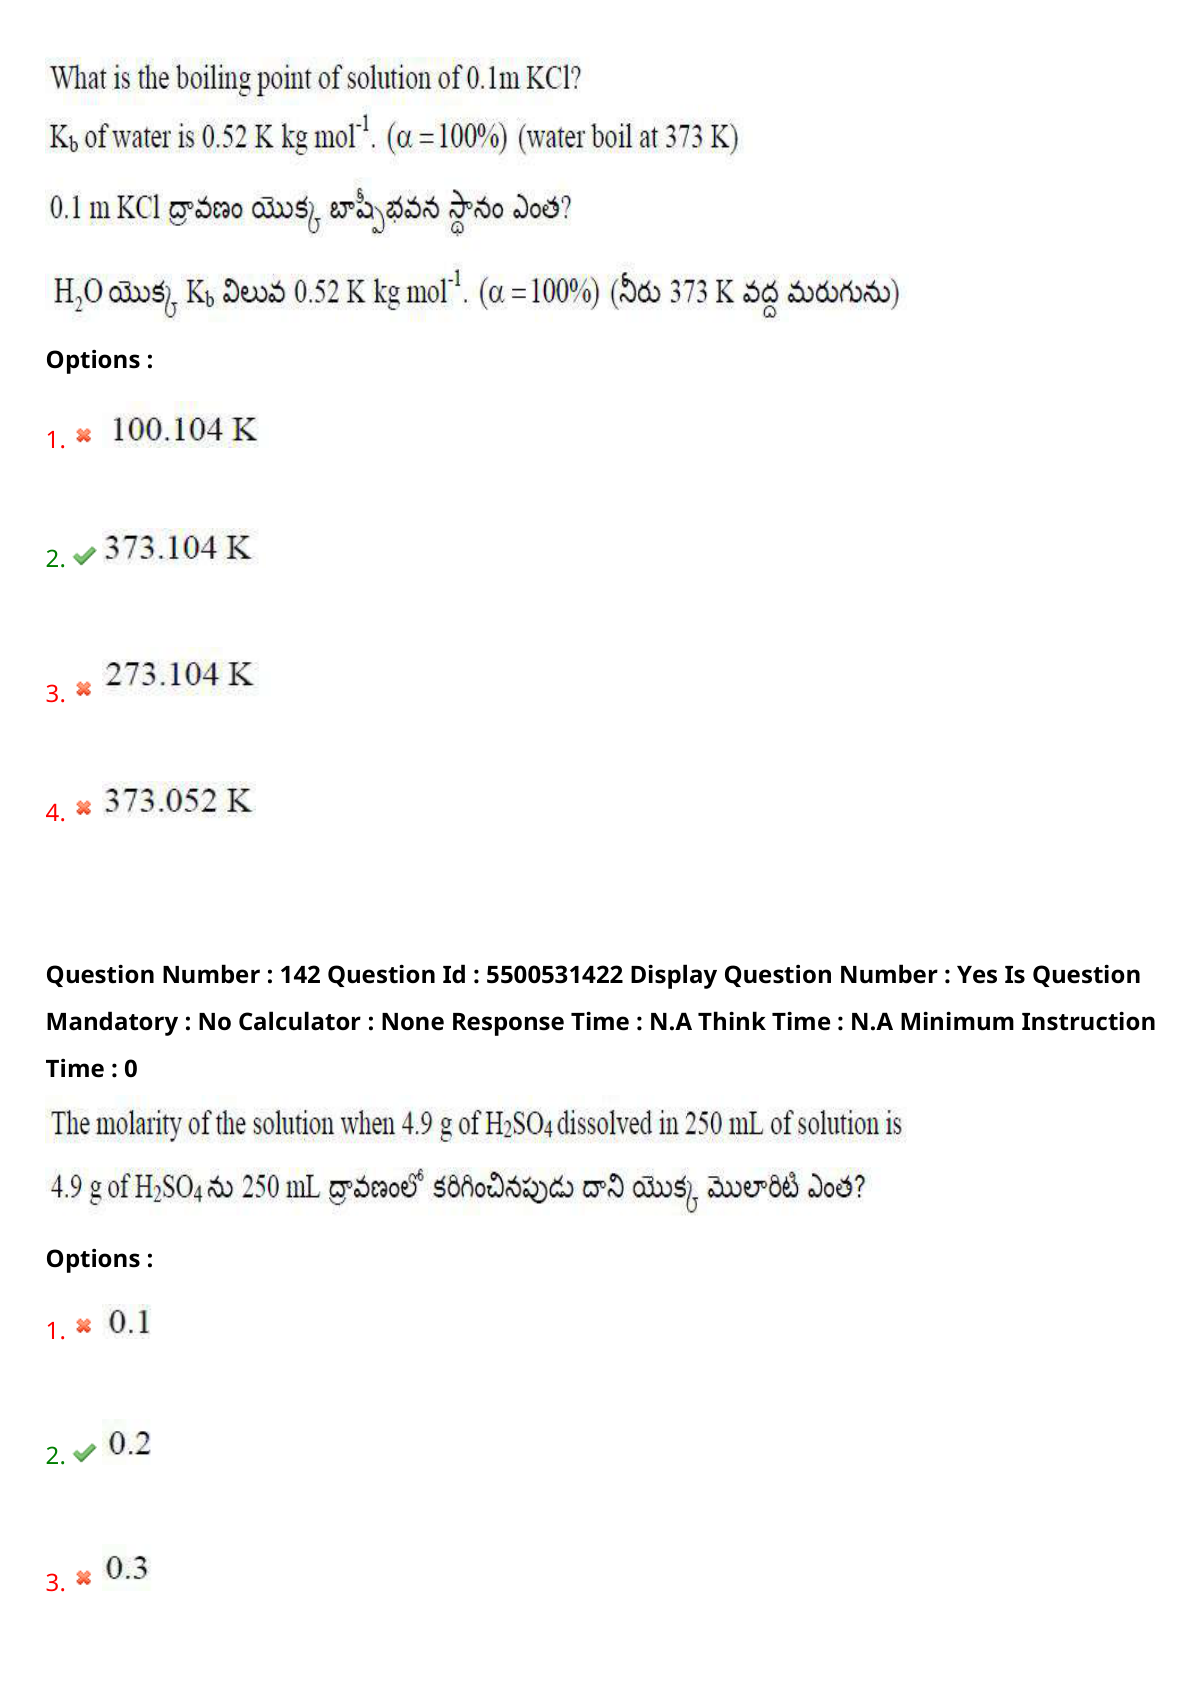 What is the boiling point of solution of 0.1m KCl?
K_b of water is 0.52 K kg mol^-1. (α =100%) (water boil at 373 K)
0.1 m KCl ద్రావణం యొక్క బాష్పీభవన స్థానం ఎంత?
H₂O యొక్క K_b విలువ 0.52 K kg mol^-1. (α =100%) (నీరు 373 K వద్ద మరుగును)
Options :
1. ✖ 100.104 K
2. ✔ 373.104 K
3. ✖ 273.104 K
4. ✖ 373.052 K
Question Number : 142 Question Id : 5500531422 Display Question Number : Yes Is Question
Mandatory : No Calculator : None Response Time : N.A Think Time : N.A Minimum Instruction
Time : 0
The molarity of the solution when 4.9 g of H₂SO₄ dissolved in 250 mL of solution is
4.9 g of H₂SO₄ ను 250 mL ద్రావణంలో కరిగించినపుడు దాని యొక్క మొలారిటి ఎంత?
Options :
1. ✖ 0.1
2. ✔ 0.2
3. ✖ 0.3